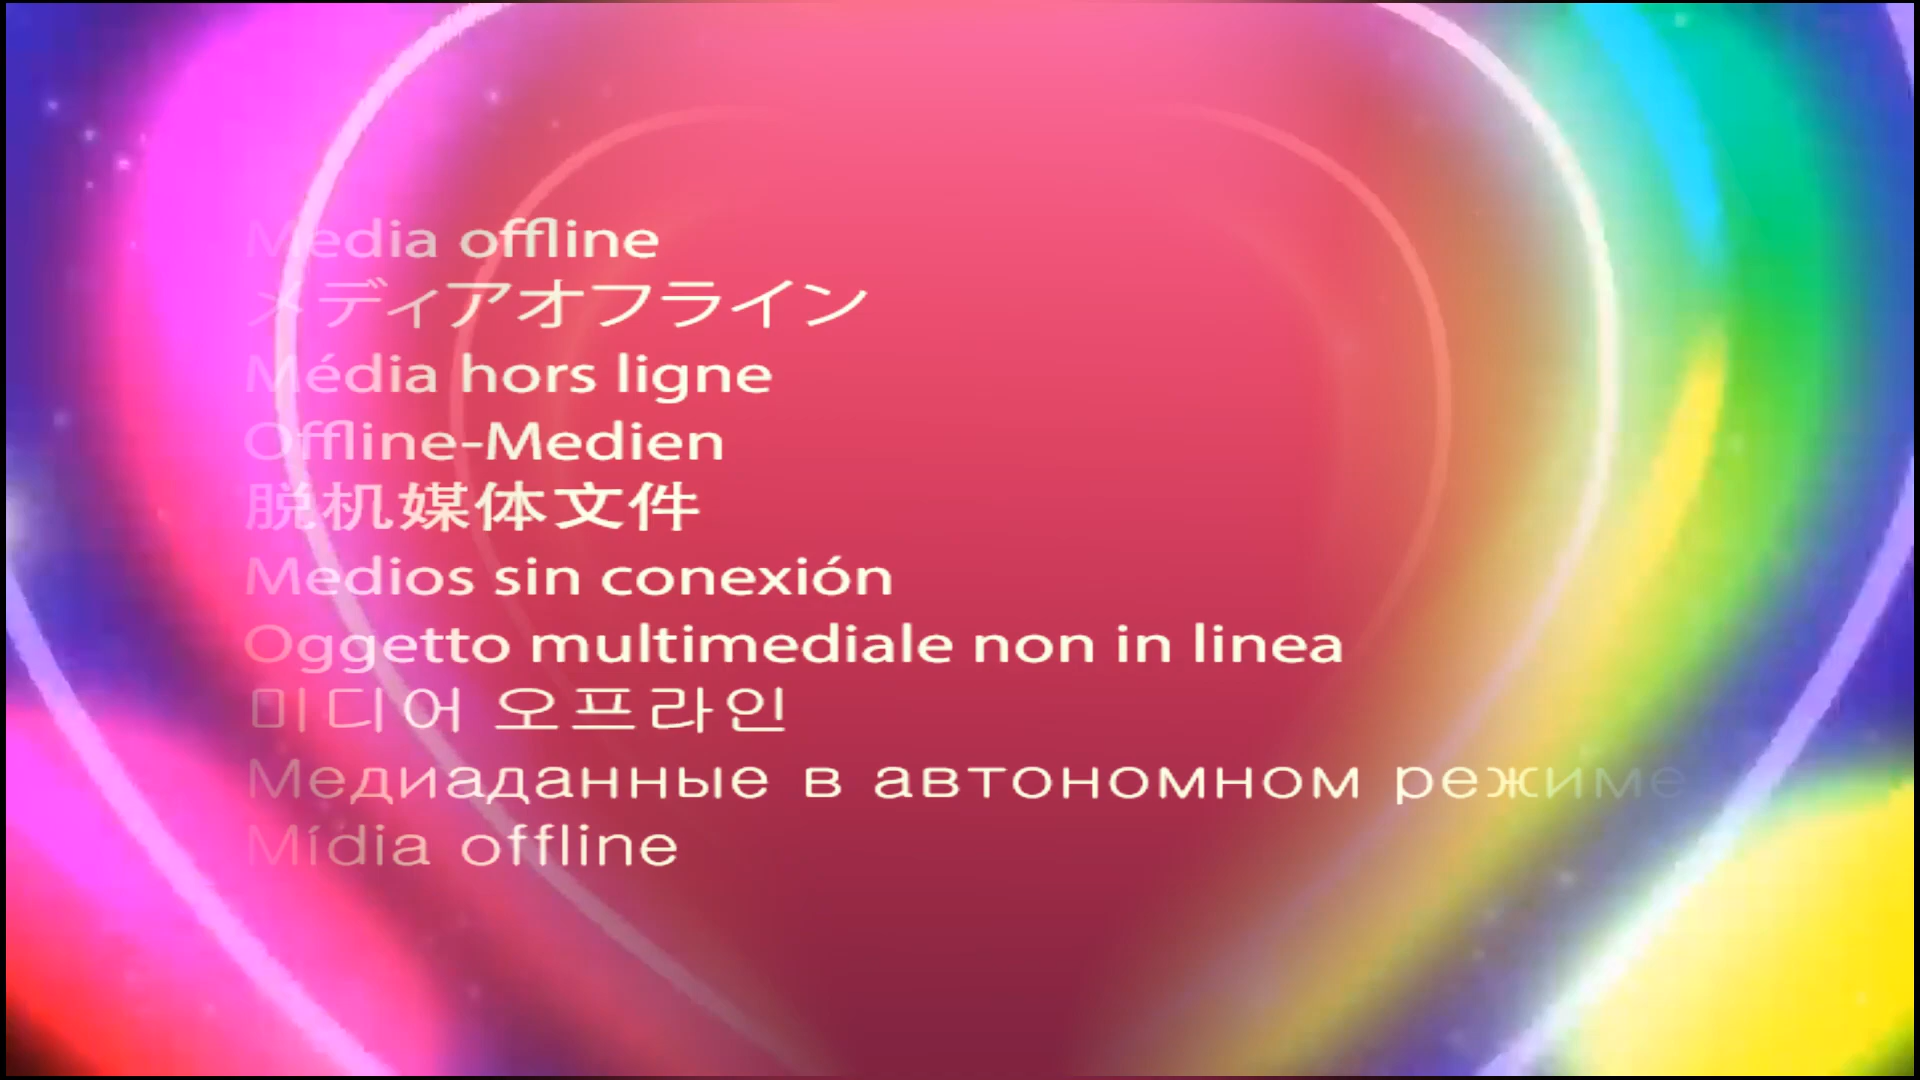 Media offline
メディアオフライン
Média hors ligne
Offline-Medien
脱机媒体文件
Medios sin conexión
Oggetto multimediale non in linea
미디어 오프라인
Медиаданные в автономном режиме
Mídia offline